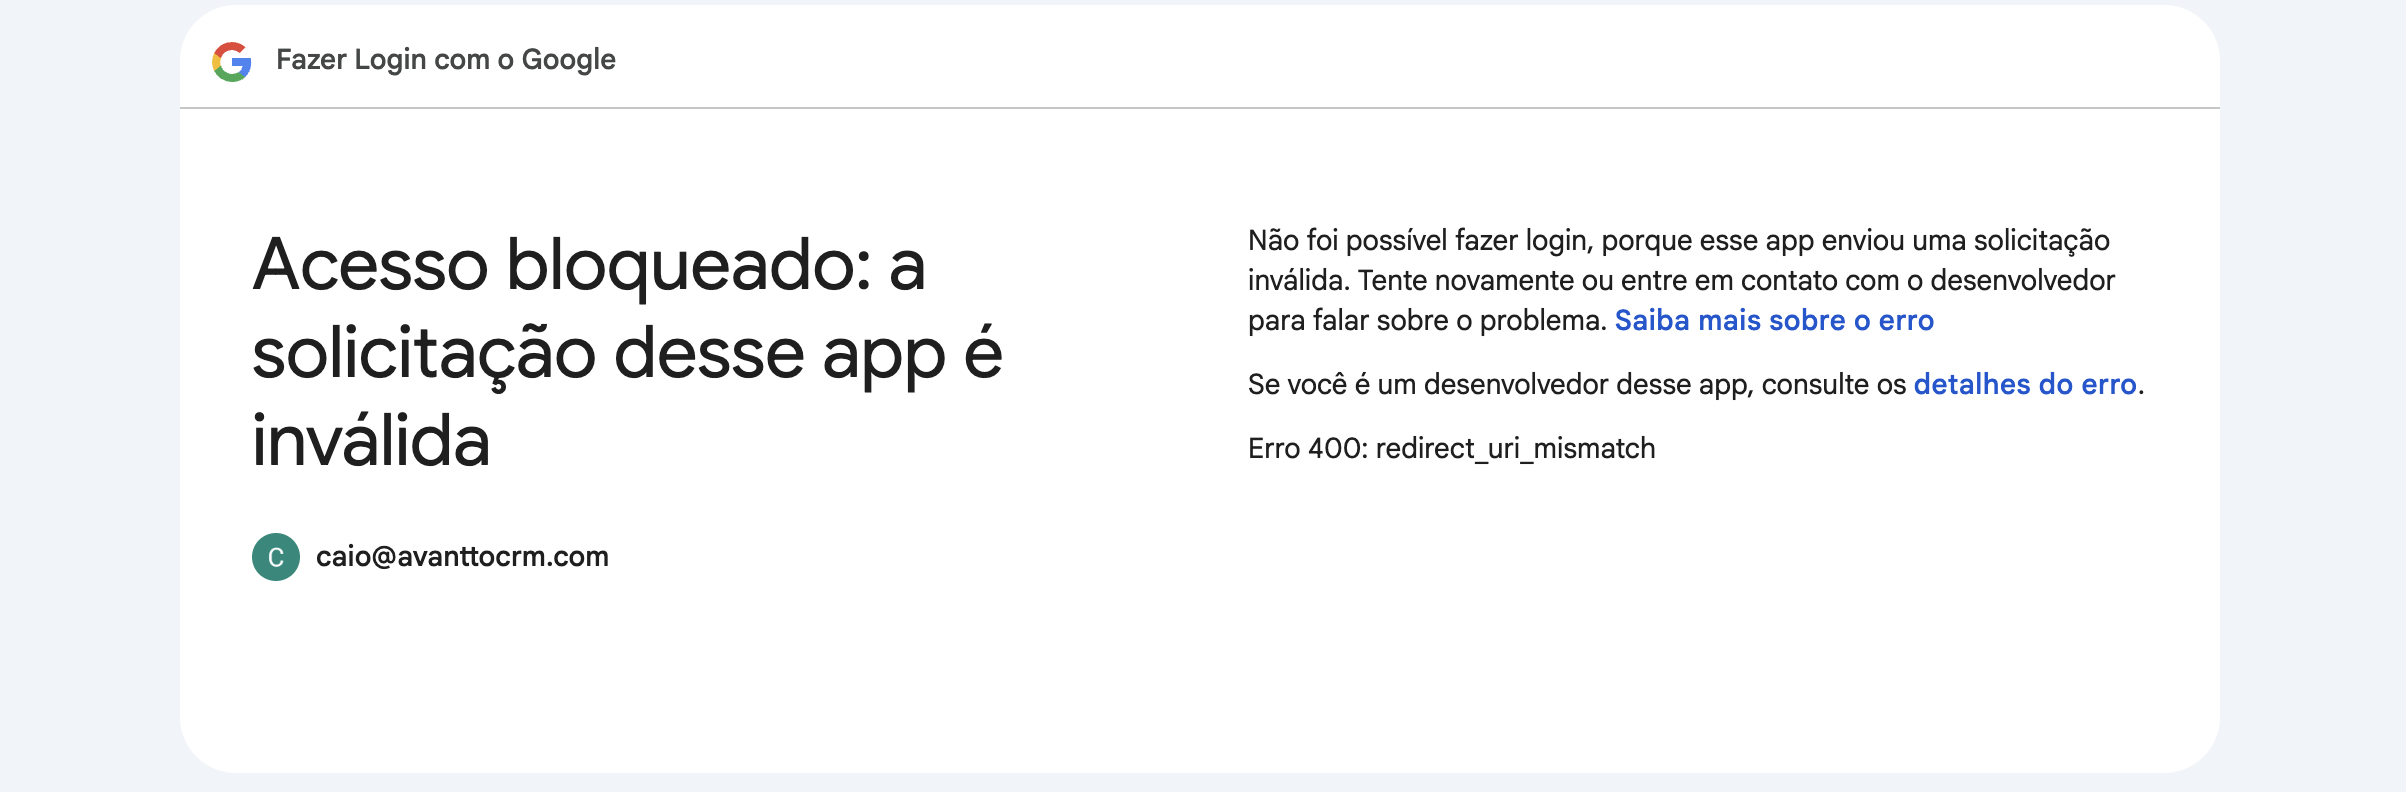 Fazer Login com o Google
Acesso bloqueado: a
solicitação desse app é
inválida
C
caio@avanttocrm.com
Não foi possível fazer login, porque esse app enviou uma solicitação
inválida. Tente novamente ou entre em contato com o desenvolvedor
para falar sobre o problema. Saiba mais sobre o erro
Se você é um desenvolvedor desse app, consulte os detalhes do erro.
Erro 400: redirect_uri_mismatch